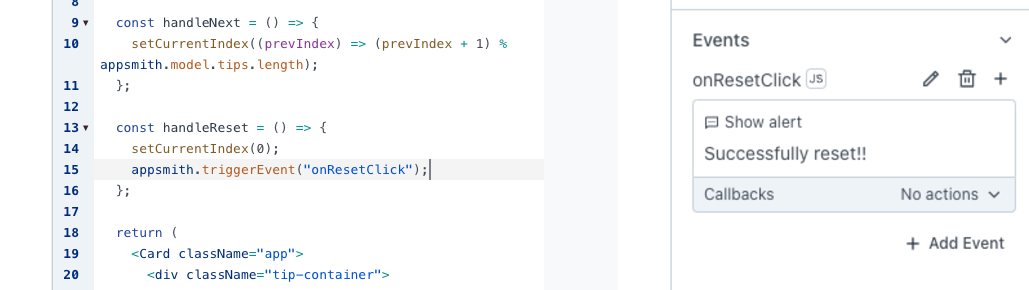 8
9 const handleNext = () => {
10 setCurrentIndex((prevIndex) => (prevIndex + 1) %
appsmith.model.tips.length);
11 };
12
13 const handleReset = () => {
14 setCurrentIndex(0);
15 appsmith.triggerEvent("onResetClick");
16 };
17
18 return (
19 <Card className="app">
20 <div className="tip-container">
Events
onResetClick JS
Show alert
Successfully reset!!
Callbacks No actions
+ Add Event